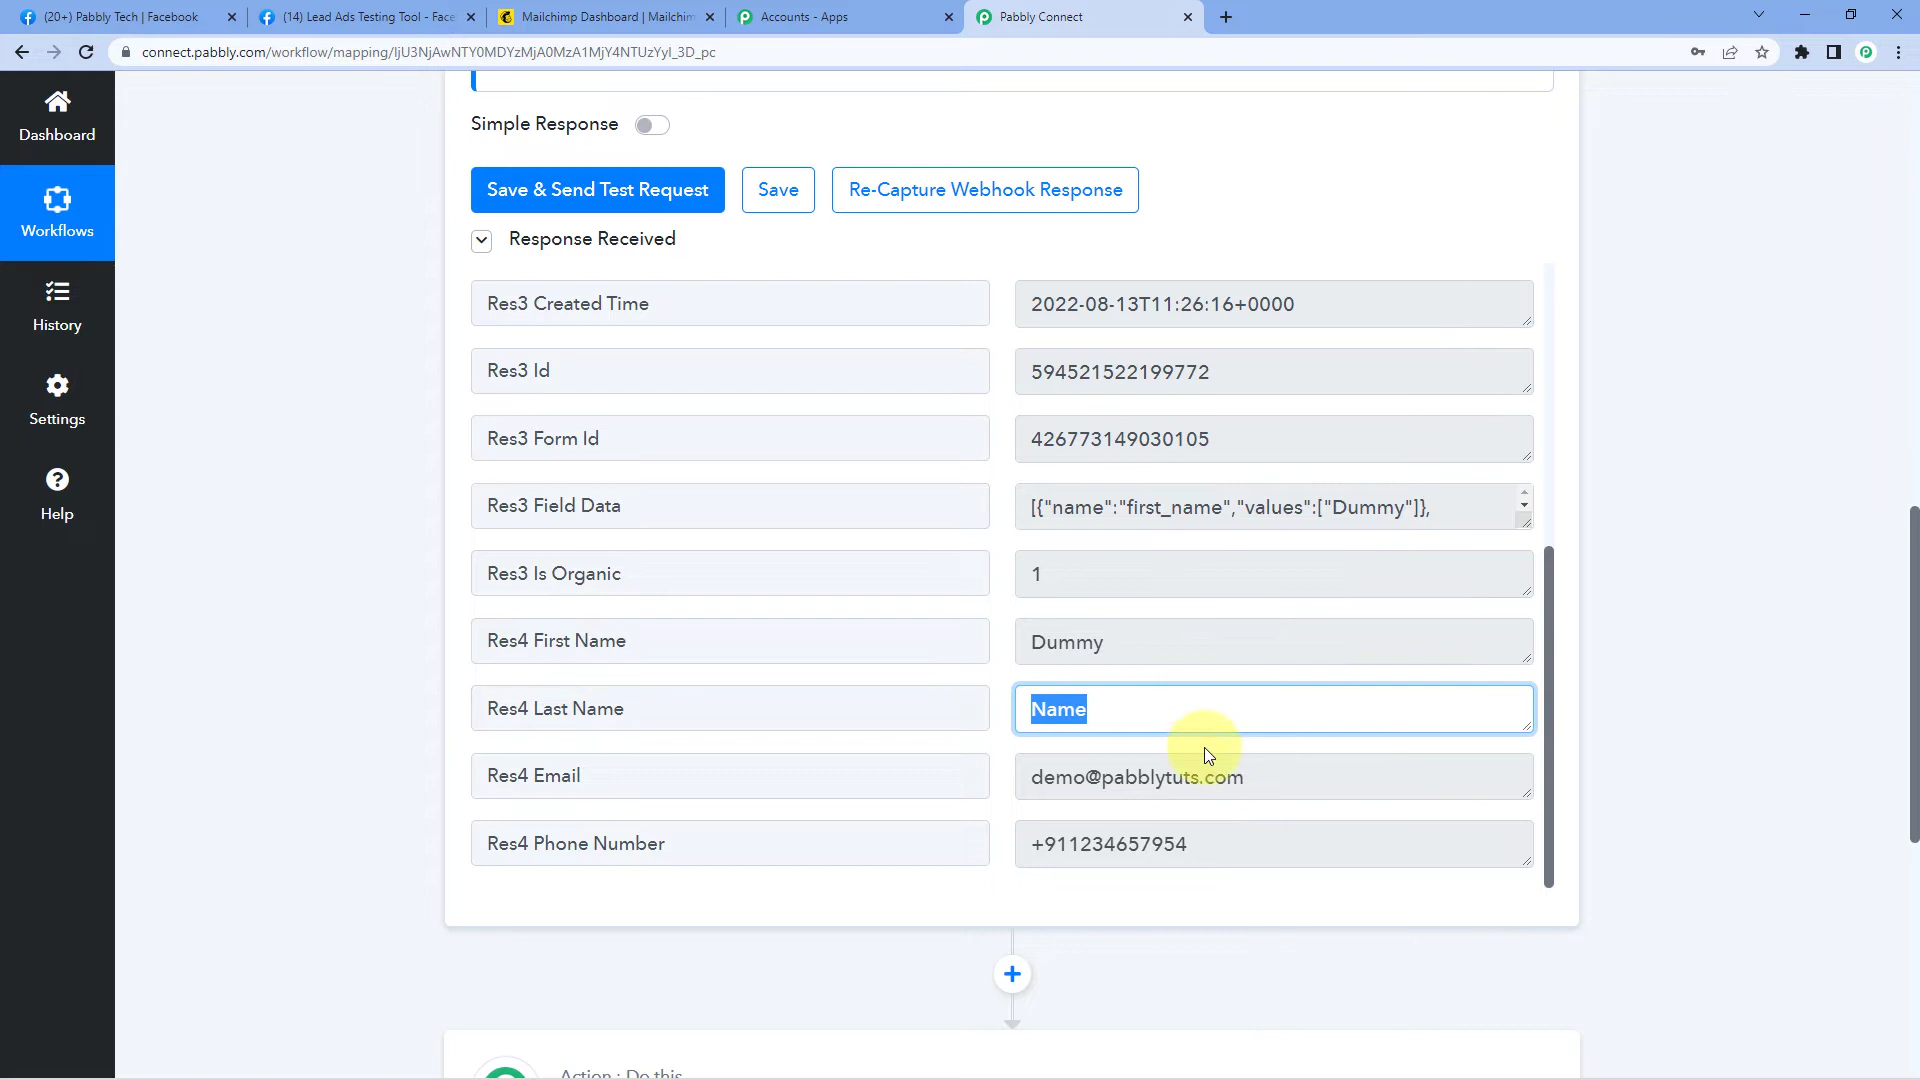 (20+) Pabbly Tech | Facebook
(14) Lead Ads Testing Tool - Face
Mailchimp Dashboard | Mailchim
Accounts - Apps
Pabbly Connect
connect.pabbly.com/workflow/mapping/IjU3NjAwNTY0MDYzMjA0MzA1MjY4NTUzYyI_3D_pc
Dashboard
Workflows
History
Settings
Help
Simple Response
Save & Send Test Request
Save
Re-Capture Webhook Response
Response Received
Res3 Created Time
2022-08-13T11:26:16+0000
Res3 Id
594521522199772
Res3 Form Id
426773149030105
Res3 Field Data
[{"name":"first_name","values":["Dummy"]},
Res3 Is Organic
1
Res4 First Name
Dummy
Res4 Last Name
Name
Res4 Email
demo@pabblytuts.com
Res4 Phone Number
+911234657954
Action : Do this